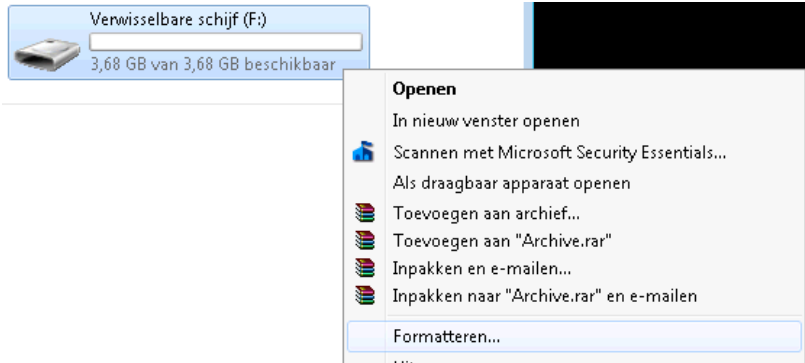 Verwisselbare schijf (F:)
3,68 GB van 3,68 GB beschikbaar
Openen
In nieuw venster openen
Scannen met Microsoft Security Essentials...
Als draagbaar apparaat openen
Toevoegen aan archief...
Toevoegen aan "Archive.rar"
Inpakken en e-mailen...
Inpakken naar "Archive.rar" en e-mailen
Formatteren...